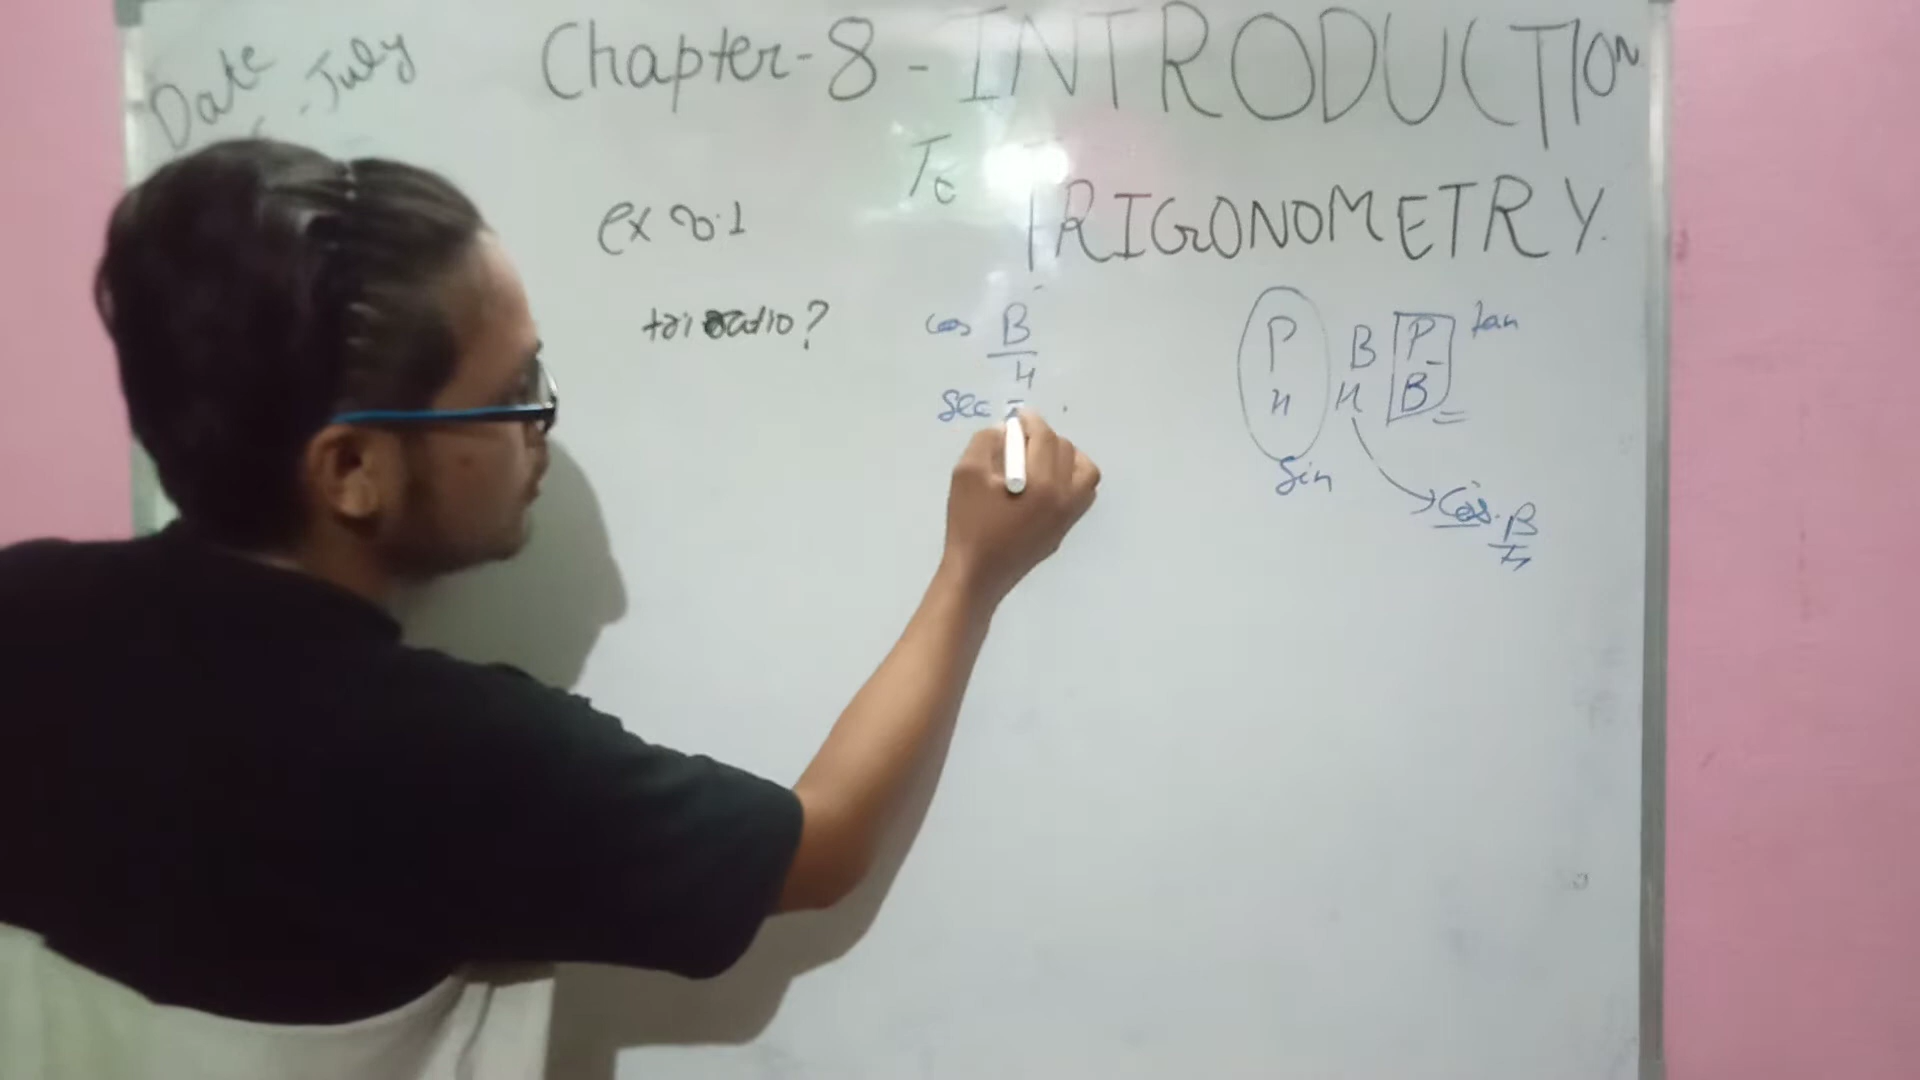 Date
July
Chapter-8 - INTRODUCTION
To
TRIGONOMETRY.
ex 8.1
tri ratio?
cos B
H
sec
P B P tan
H H B
sin
cos. B
H